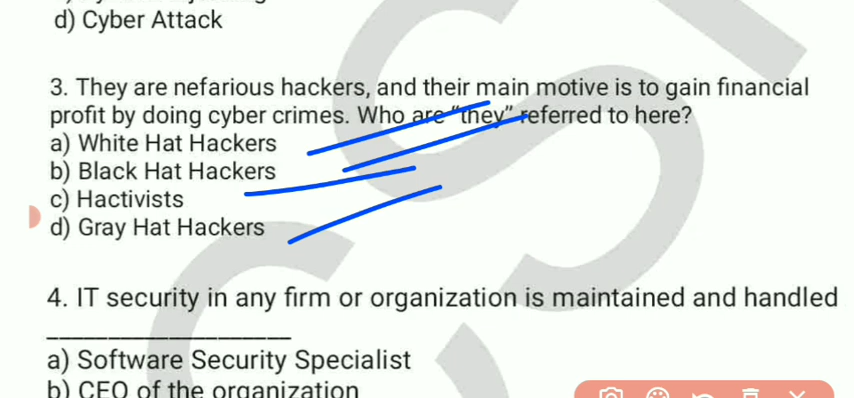 d) Cyber Attack
3. They are nefarious hackers, and their main motive is to gain financial
profit by doing cyber crimes. Who are "they" referred to here?
a) White Hat Hackers
b) Black Hat Hackers
c) Hactivists
d) Gray Hat Hackers
4. IT security in any firm or organization is maintained and handled
____________________
a) Software Security Specialist
b) CEO of the organization